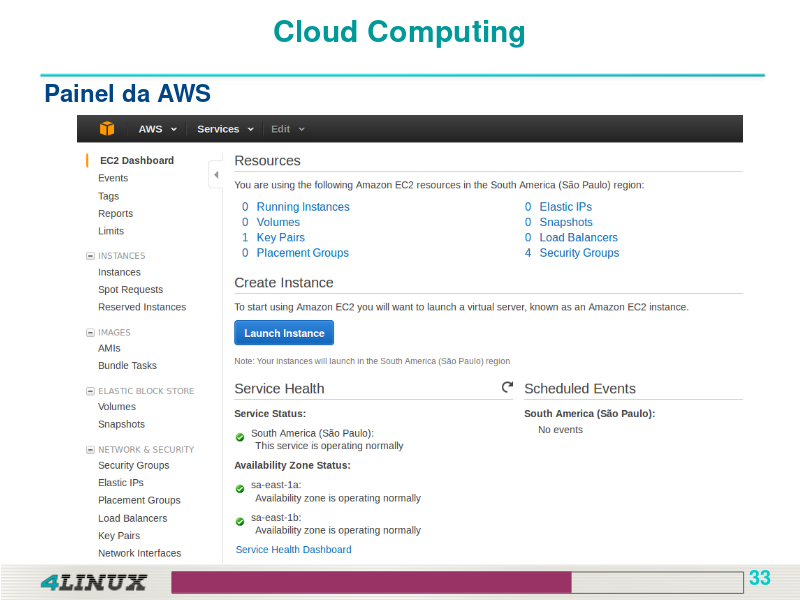 Cloud Computing
Painel da AWS
AWS Services Edit
EC2 Dashboard
Events
Tags
Reports
Limits
INSTANCES
Instances
Spot Requests
Reserved Instances
IMAGES
AMIs
Bundle Tasks
ELASTIC BLOCK STORE
Volumes
Snapshots
NETWORK & SECURITY
Security Groups
Elastic IPs
Placement Groups
Load Balancers
Key Pairs
Network Interfaces
Resources
You are using the following Amazon EC2 resources in the South America (São Paulo) region:
0 Running Instances
0 Volumes
1 Key Pairs
0 Placement Groups
0 Elastic IPs
0 Snapshots
0 Load Balancers
4 Security Groups
Create Instance
To start using Amazon EC2 you will want to launch a virtual server, known as an Amazon EC2 instance.
Launch Instance
Note: Your instances will launch in the South America (São Paulo) region
Service Health
Service Status:
South America (São Paulo):
This service is operating normally
Availability Zone Status:
sa-east-1a:
Availability zone is operating normally
sa-east-1b:
Availability zone is operating normally
Service Health Dashboard
Scheduled Events
South America (São Paulo):
No events
4LINUX
33